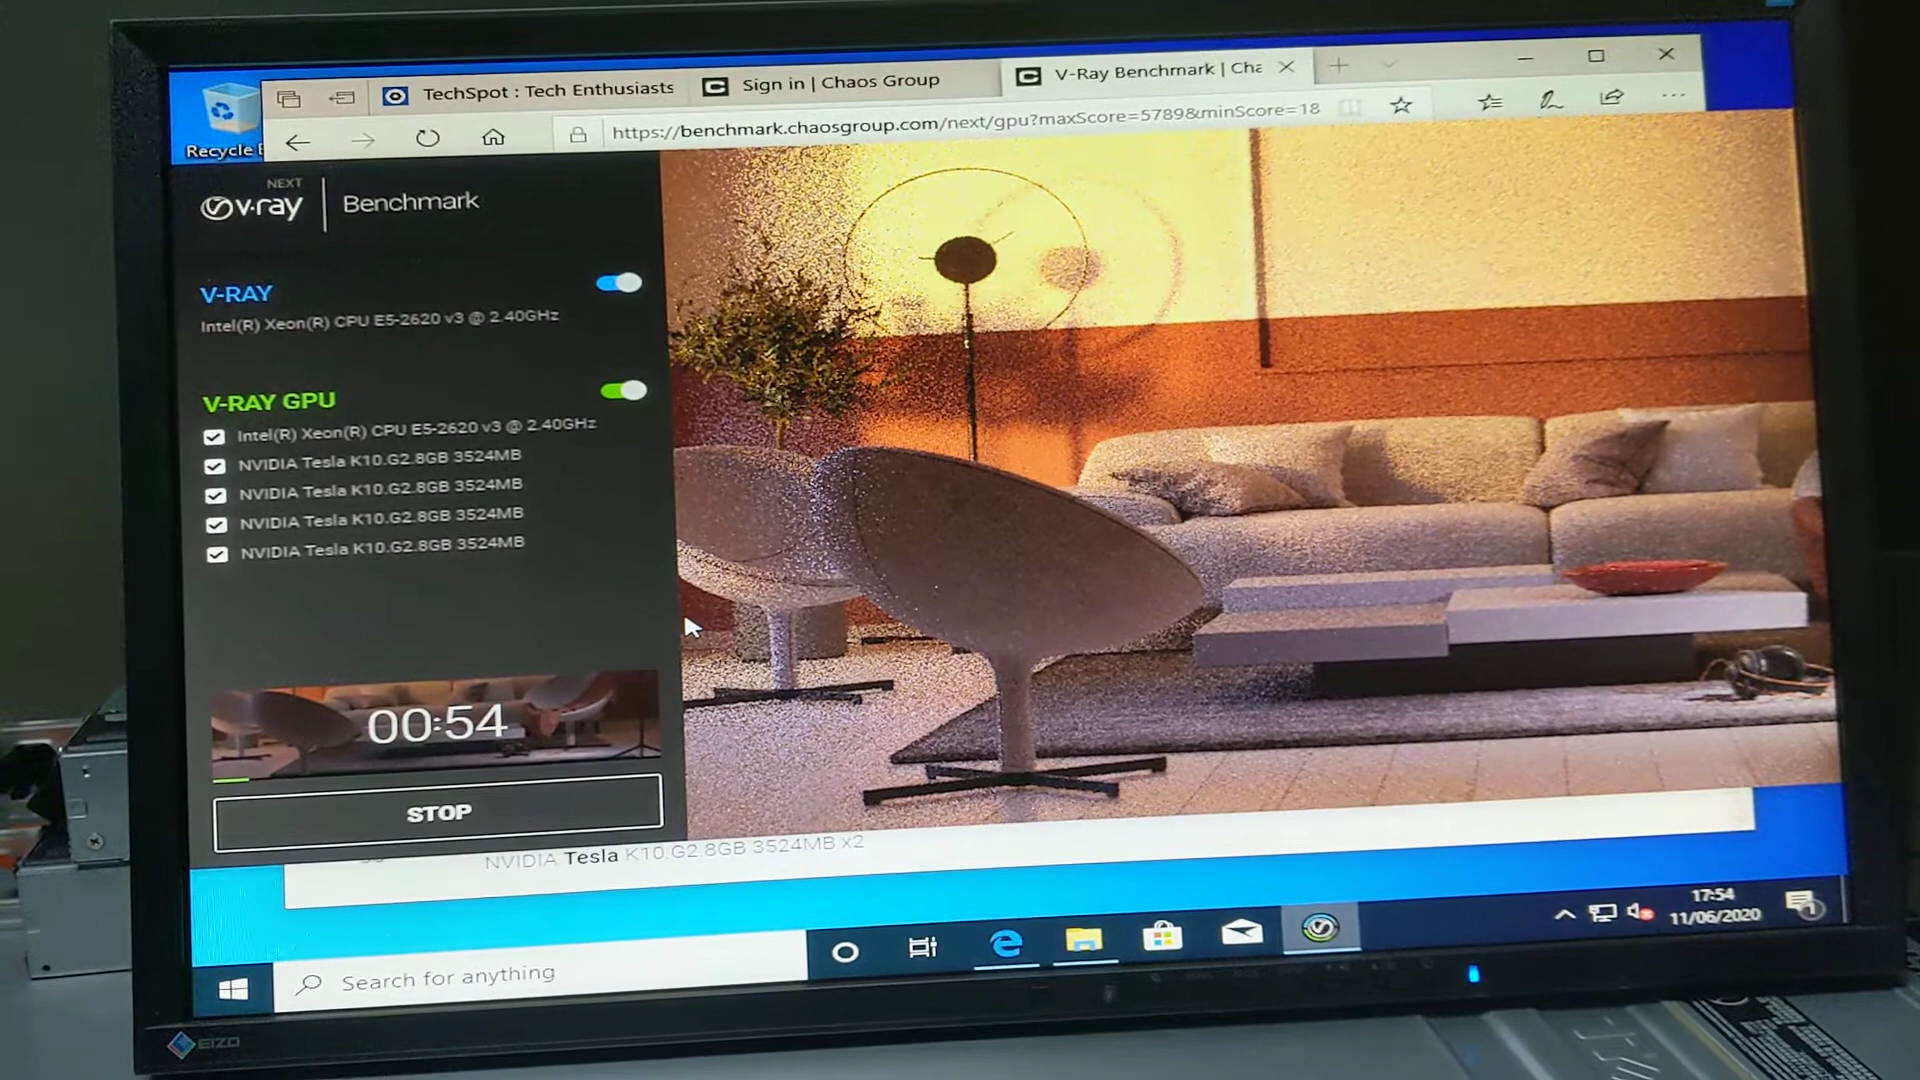 TechSpot : Tech Enthusiasts
Sign in | Chaos Group
V-Ray Benchmark | Cha
https://benchmark.chaosgroup.com/next/gpu?maxScore=5789&minScore=18
Recycle
NEXT
v-ray
Benchmark
V-RAY
Intel(R) Xeon(R) CPU E5-2620 v3 @ 2.40GHz
V-RAY GPU
Intel(R) Xeon(R) CPU E5-2620 v3 @ 2.40GHz
NVIDIA Tesla K10.G2.8GB 3524MB
NVIDIA Tesla K10.G2.8GB 3524MB
NVIDIA Tesla K10.G2.8GB 3524MB
NVIDIA Tesla K10.G2.8GB 3524MB
00:54
STOP
NVIDIA Tesla K10.G2.8GB 3524MB x2
17:54
11/06/2020
1
Search for anything
EIZO